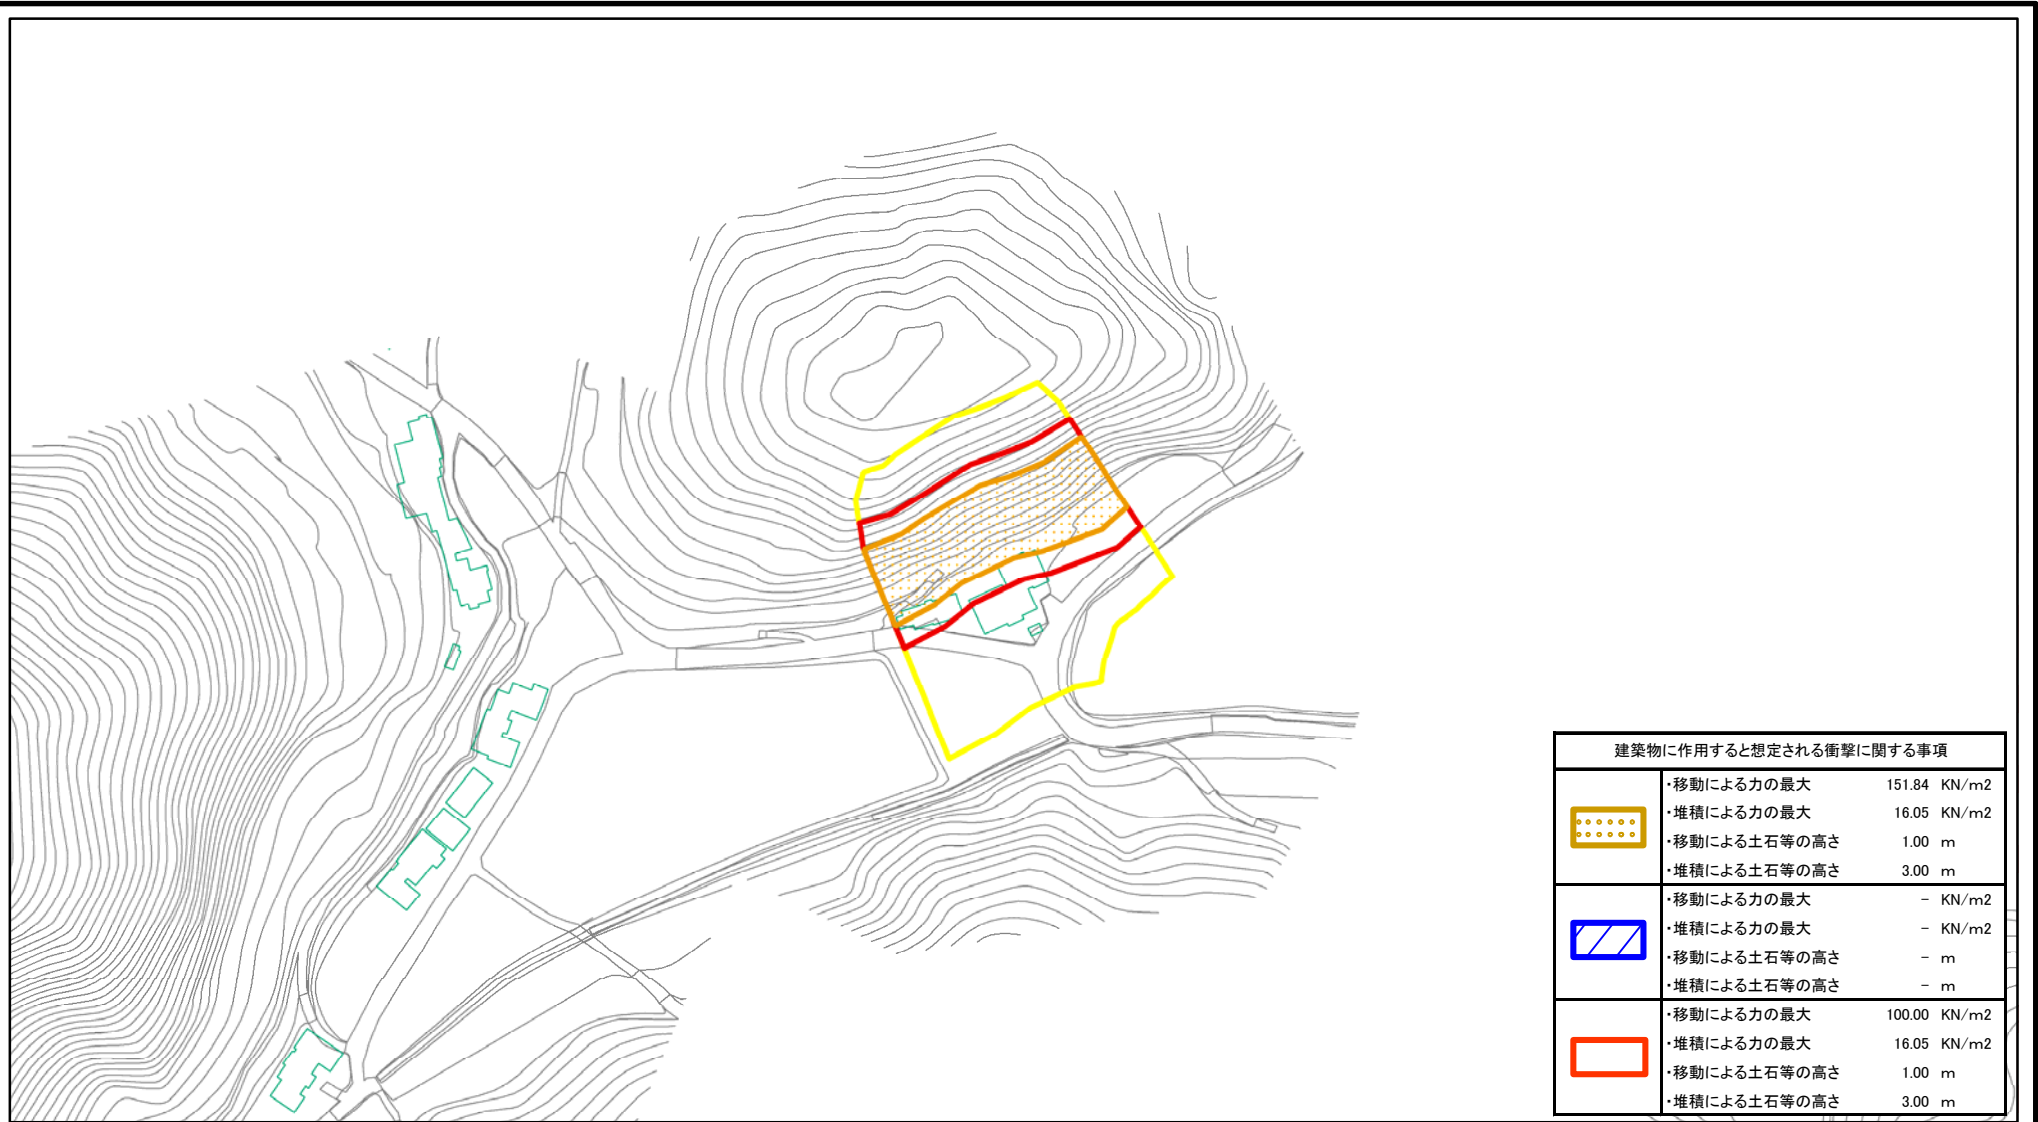 建築物に作用すると想定される衝撃に関する事項
・移動による力の最大 151.84 KN/m2
・堆積による力の最大 16.05 KN/m2
・移動による土石等の高さ 1.00 m
・堆積による土石等の高さ 3.00 m
・移動による力の最大 - KN/m2
・堆積による力の最大 - KN/m2
・移動による土石等の高さ - m
・堆積による土石等の高さ - m
・移動による力の最大 100.00 KN/m2
・堆積による力の最大 16.05 KN/m2
・移動による土石等の高さ 1.00 m
・堆積による土石等の高さ 3.00 m